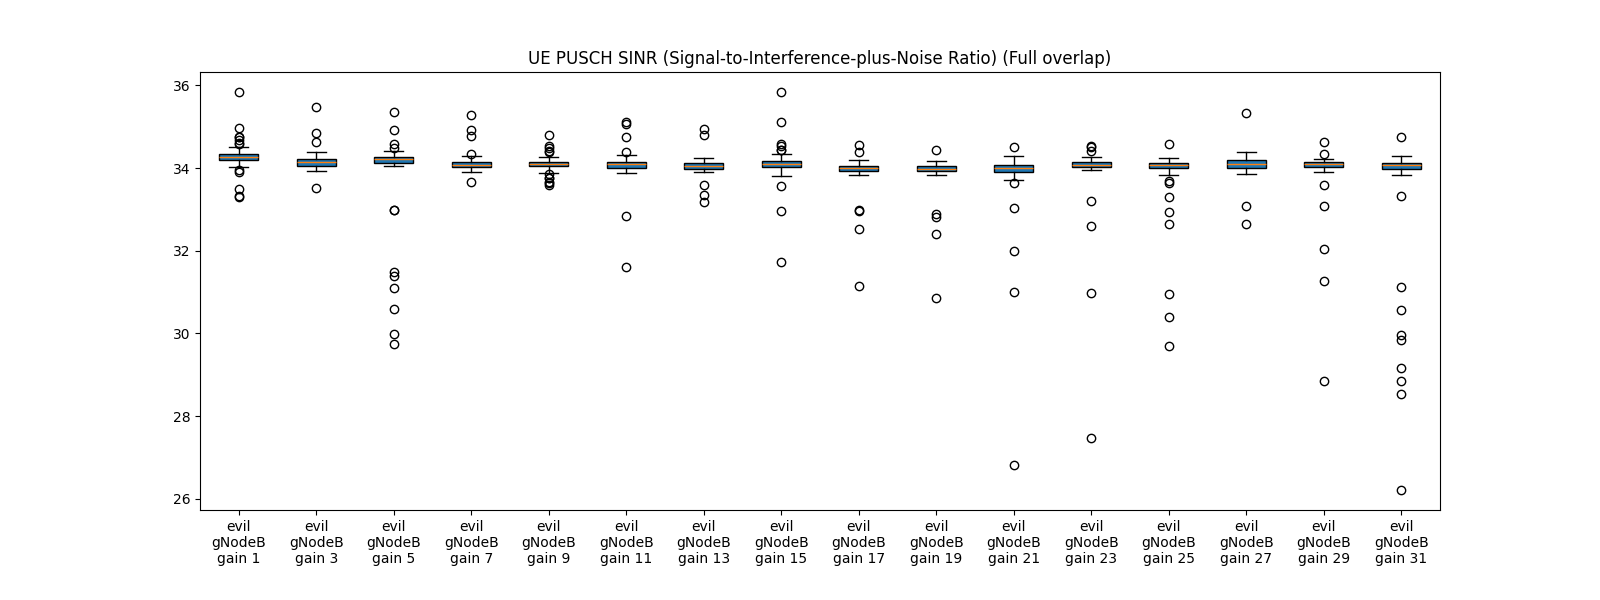 UE PUSCH SINR (Signal-to-Interference-plus-Noise Ratio) (Full overlap)
36
34
32
30
28
26
evil gNodeB gain 1
evil gNodeB gain 3
evil gNodeB gain 5
evil gNodeB gain 7
evil gNodeB gain 9
evil gNodeB gain 11
evil gNodeB gain 13
evil gNodeB gain 15
evil gNodeB gain 17
evil gNodeB gain 19
evil gNodeB gain 21
evil gNodeB gain 23
evil gNodeB gain 25
evil gNodeB gain 27
evil gNodeB gain 29
evil gNodeB gain 31